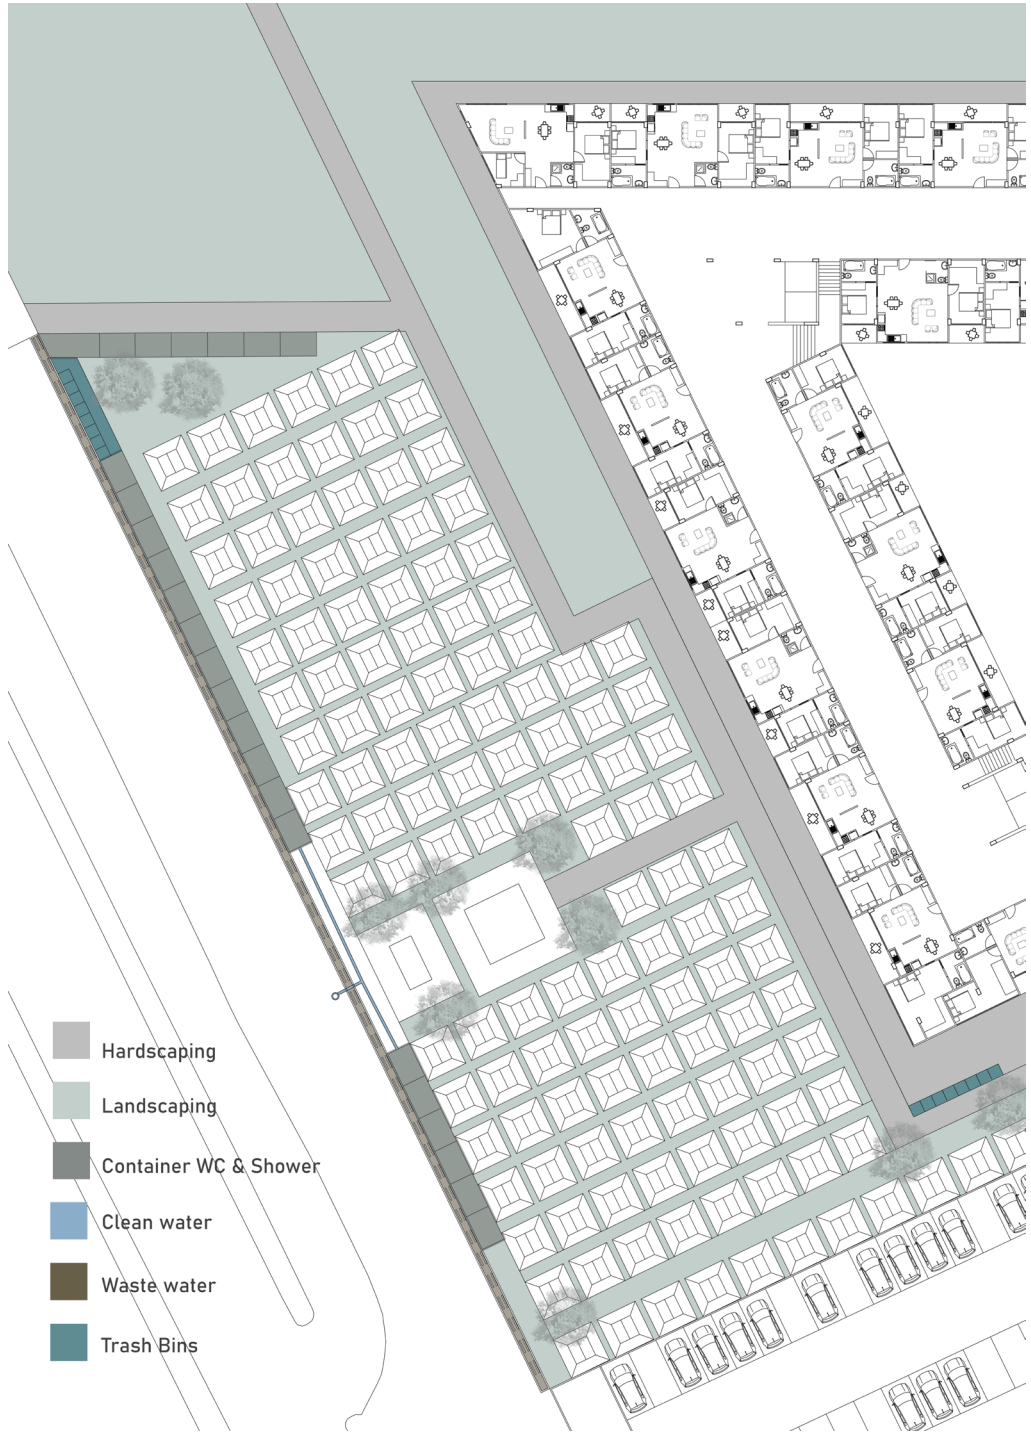 Hardscaping
Landscaping
Container WC & Shower
Clean water
Waste water
Trash Bins